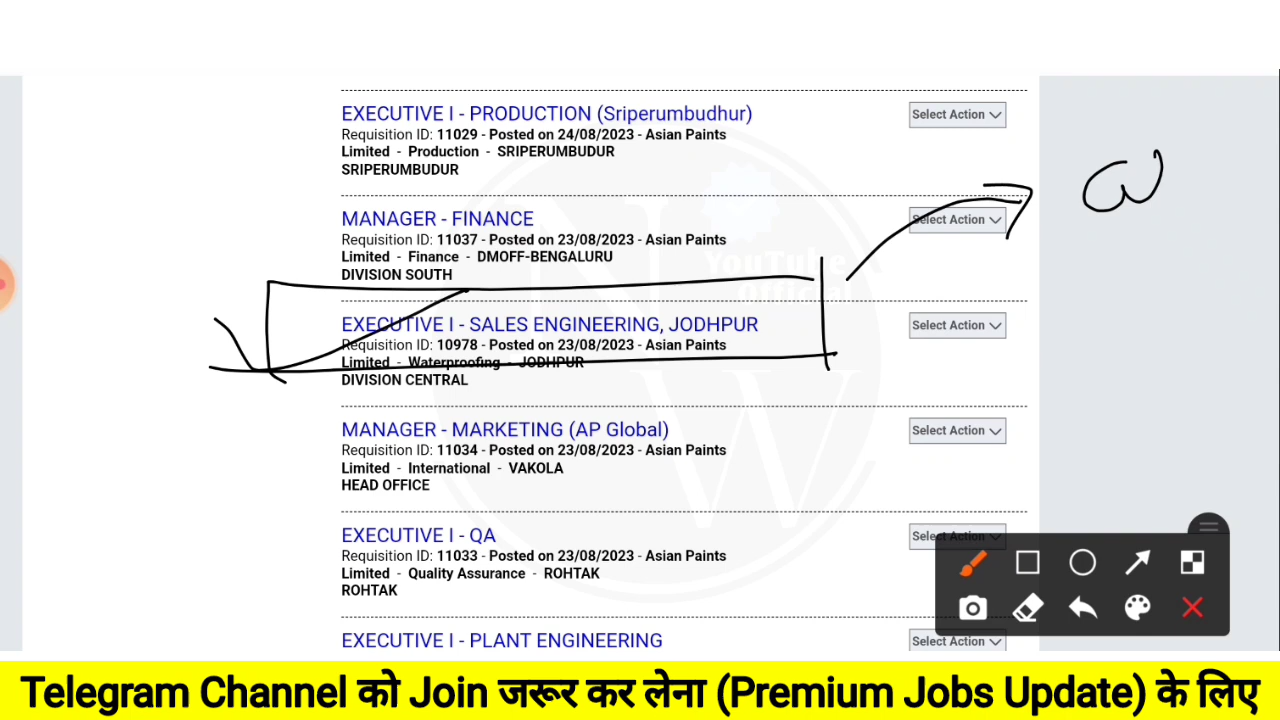 EXECUTIVE I - PRODUCTION (Sriperumbudhur)
Select Action
Requisition ID: 11029 - Posted on 24/08/2023 - Asian Paints
Limited - Production - SRIPERUMBUDUR
SRIPERUMBUDUR
MANAGER - FINANCE
Select Action
Requisition ID: 11037 - Posted on 23/08/2023 - Asian Paints
Limited - Finance - DMOFF-BENGALURU
DIVISION SOUTH
YouTube
Official
EXECUTIVE I - SALES ENGINEERING, JODHPUR
Select Action
Requisition ID: 10978 - Posted on 23/08/2023 - Asian Paints
Limited - Waterproofing - JODHPUR
DIVISION CENTRAL
MANAGER - MARKETING (AP Global)
Select Action
Requisition ID: 11034 - Posted on 23/08/2023 - Asian Paints
Limited - International - VAKOLA
HEAD OFFICE
EXECUTIVE I - QA
Select Action
Requisition ID: 11033 - Posted on 23/08/2023 - Asian Paints
Limited - Quality Assurance - ROHTAK
ROHTAK
EXECUTIVE I - PLANT ENGINEERING
Select Action
Telegram Channel को Join जरूर कर लेना (Premium Jobs Update) के लिए